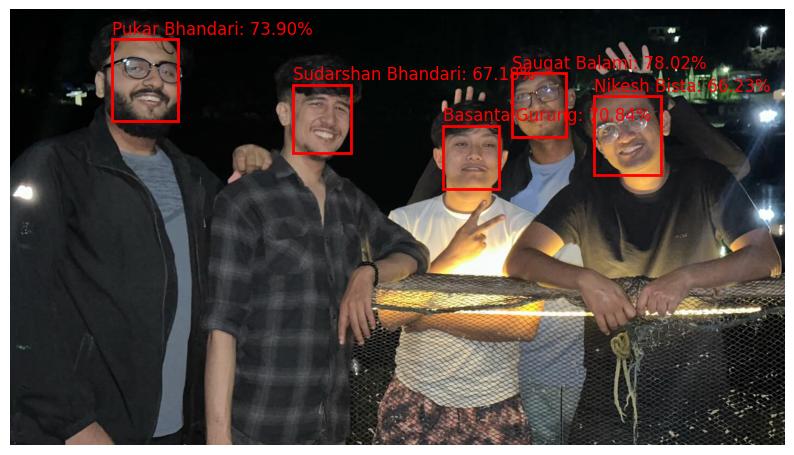 Pukar Bhandari: 73.90%
Saugat Balami: 78.02%
Sudarshan Bhandari: 67.18%
Nikesh Bista: 66.23%
Basanta Gurung: 70.84%